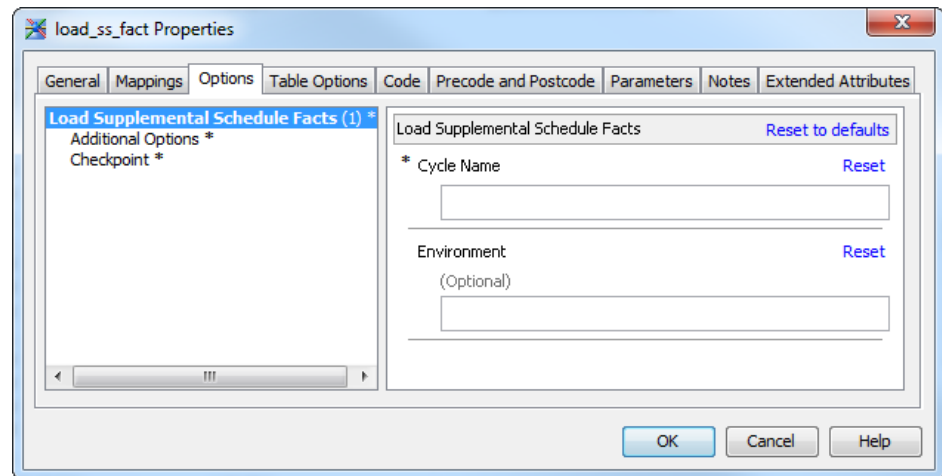 load_ss_fact Properties
General Mappings Options Table Options Code Precode and Postcode Parameters Notes Extended Attributes
Load Supplemental Schedule Facts (1) *
Additional Options *
Checkpoint *
Load Supplemental Schedule Facts Reset to defaults
* Cycle Name Reset
Environment Reset
(Optional)
OK Cancel Help